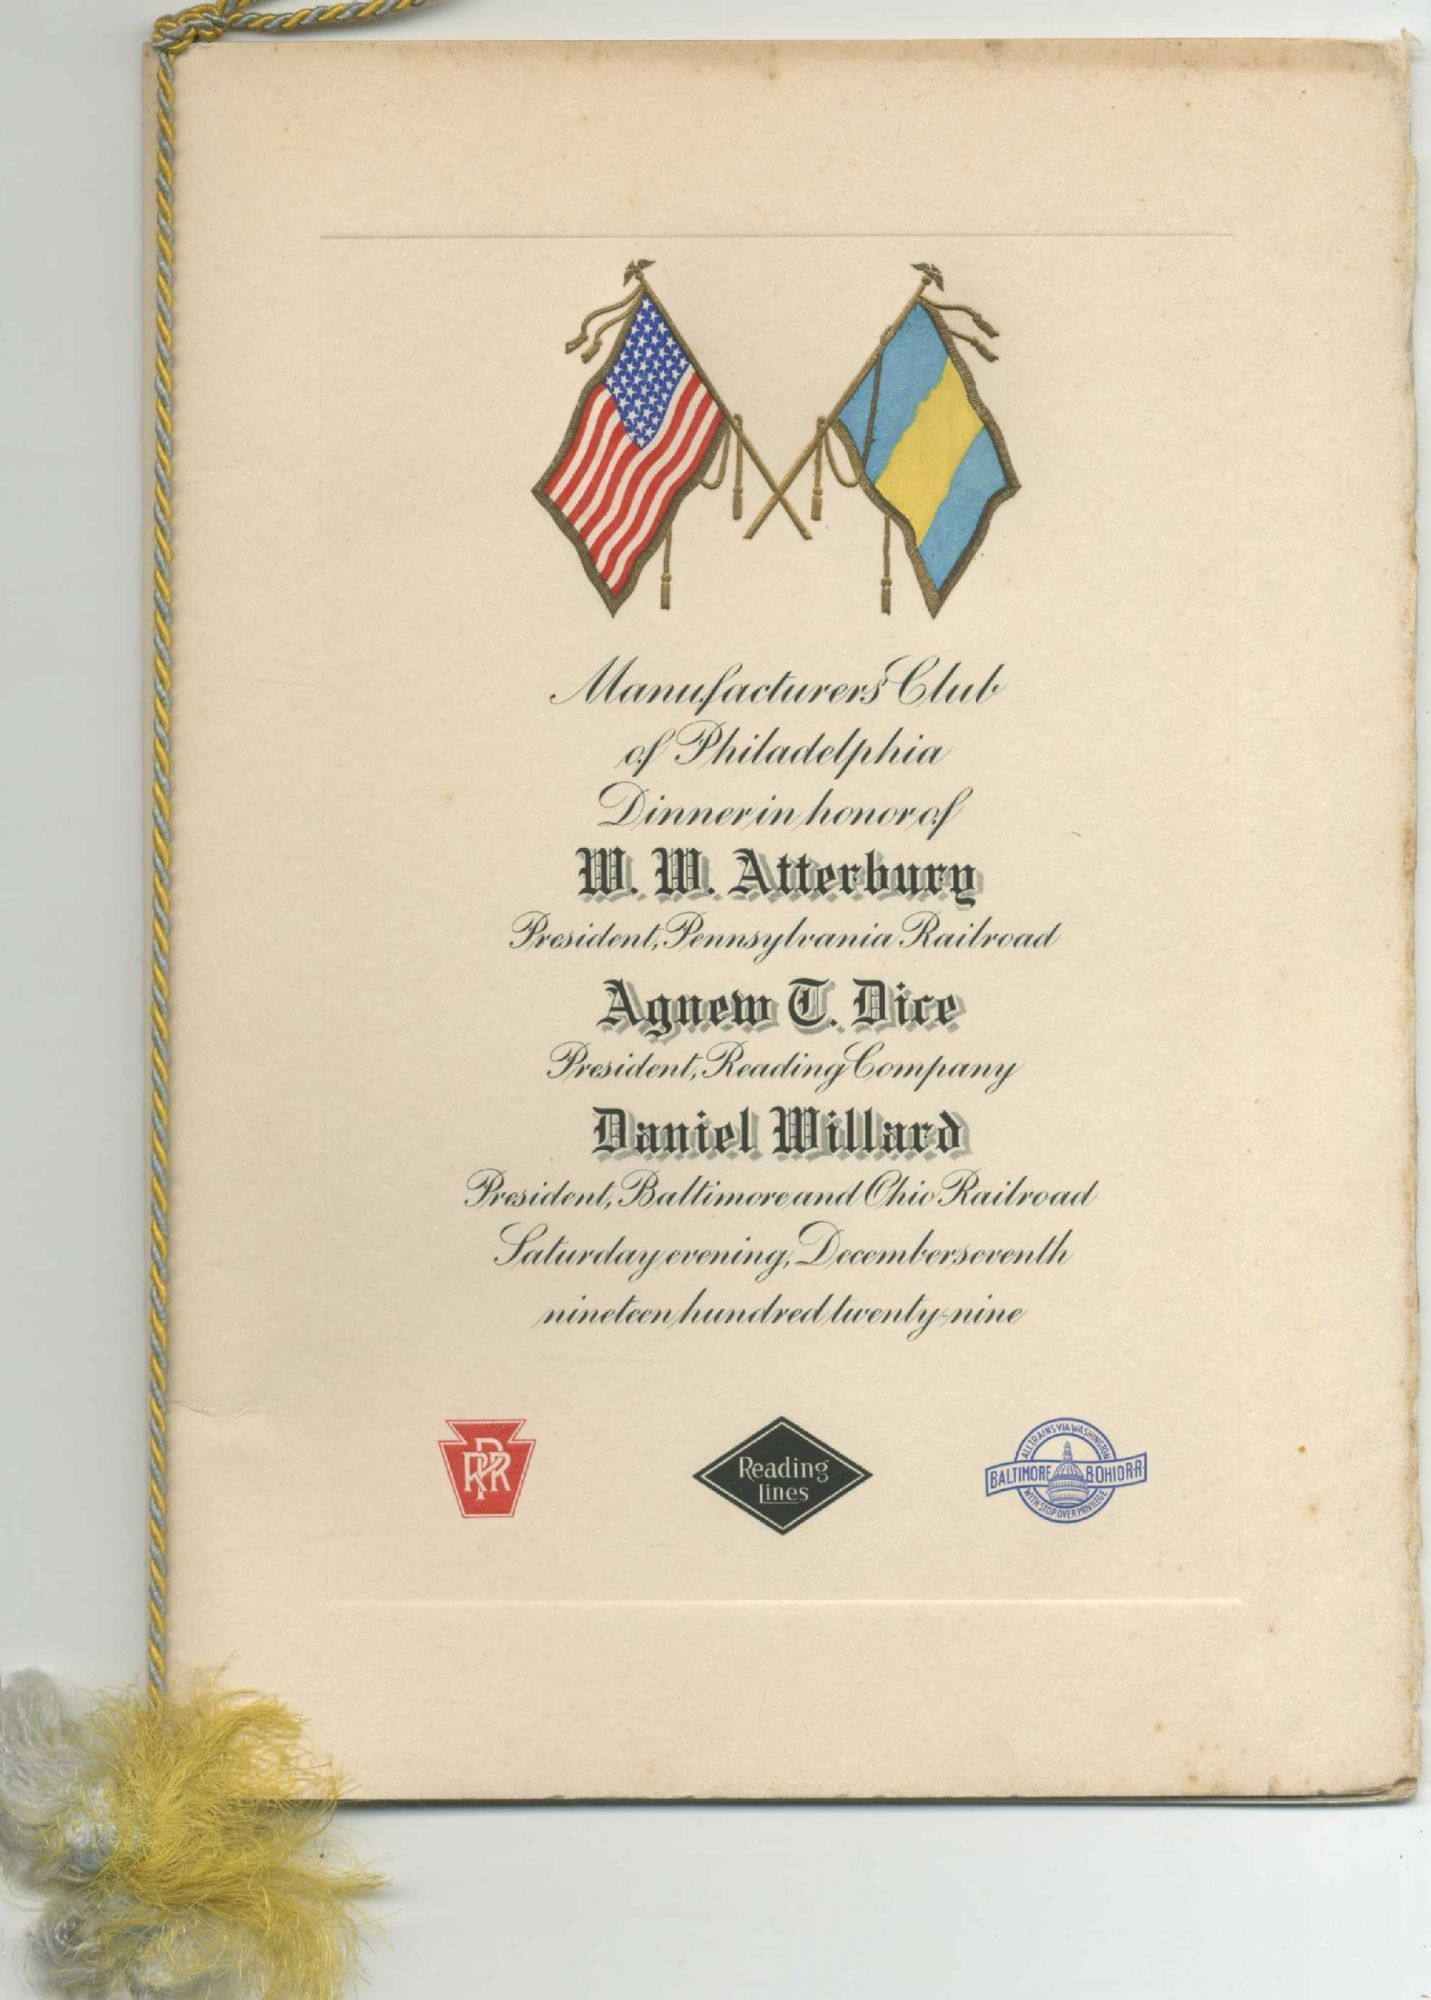 Manufacturers' Club
of Philadelphia
Dinner in honor of
W. W. Atterbury
President, Pennsylvania Railroad
Agnew T. Dice
President, Reading Company
Daniel Willard
President, Baltimore and Ohio Railroad
Saturday evening, December seventh
nineteen hundred twenty-nine
PRR
Reading
Lines
ALL TRAINS VIA WASHINGTON
BALTIMORE & OHIO R R
WITH STOP OVER PRIVILEGE